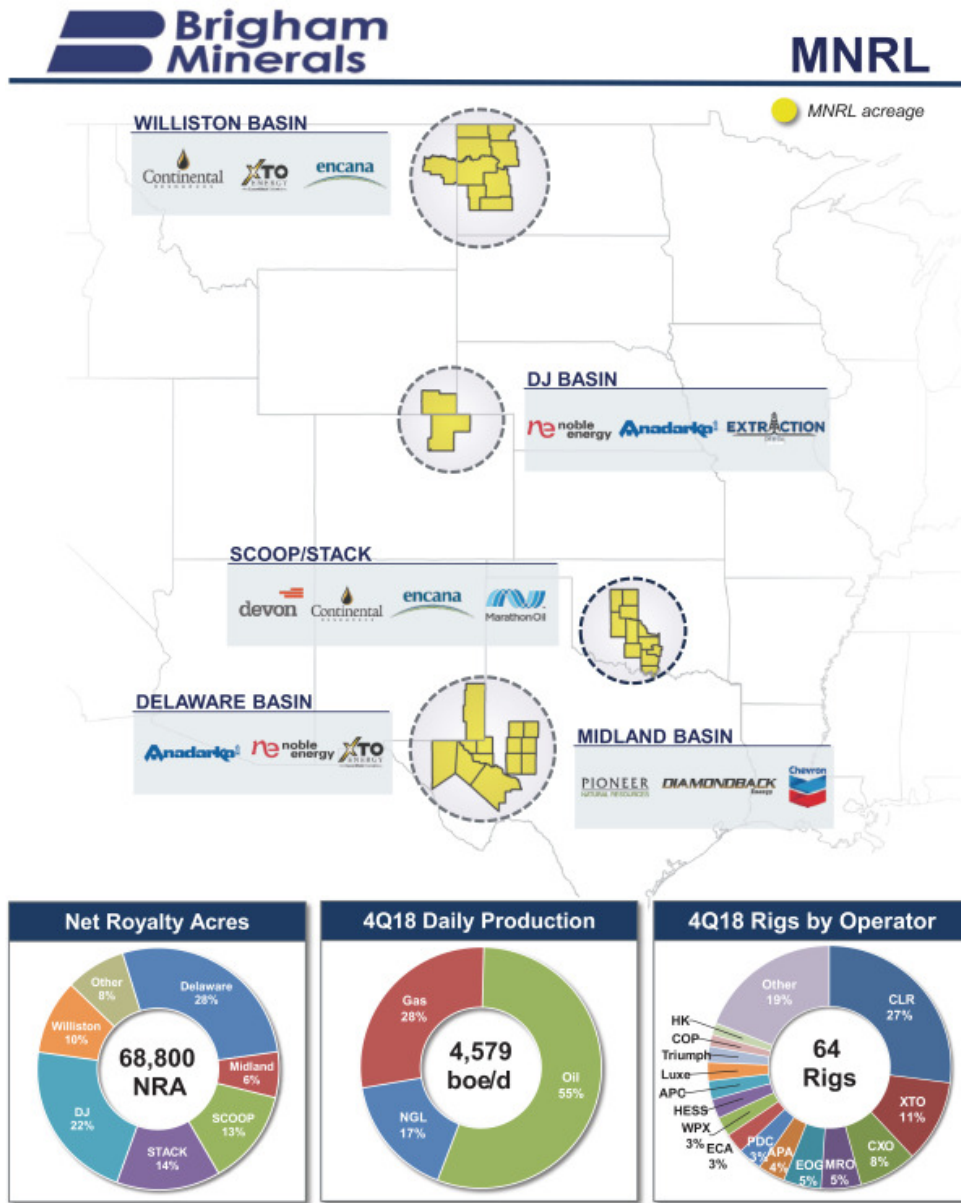 Brigham
Minerals
MNRL
MNRL acreage
WILLISTON BASIN
Continental
RESOURCES
XTO
ENERGY
encana
DJ BASIN
noble
energy
Anadarko
EXTRACTION
Oil & Gas
SCOOP/STACK
devon
Continental
RESOURCES
encana
MarathonOil
DELAWARE BASIN
Anadarko
noble
energy
XTO
ENERGY
MIDLAND BASIN
PIONEER
NATURAL RESOURCES
DIAMONDBACK
Energy
Chevron
Net Royalty Acres
Other
8%
Delaware
28%
Williston
10%
68,800
NRA
Midland
6%
DJ
22%
SCOOP
13%
STACK
14%
4Q18 Daily Production
Gas
28%
4,579
boe/d
Oil
55%
NGL
17%
4Q18 Rigs by Operator
Other
19%
CLR
27%
HK
COP
Triumph
Luxe
APC
HESS
WPX
3%
ECA
3%
64
Rigs
XTO
11%
PDC
3%
APA
4%
EOG
5%
MRO
5%
CXO
8%